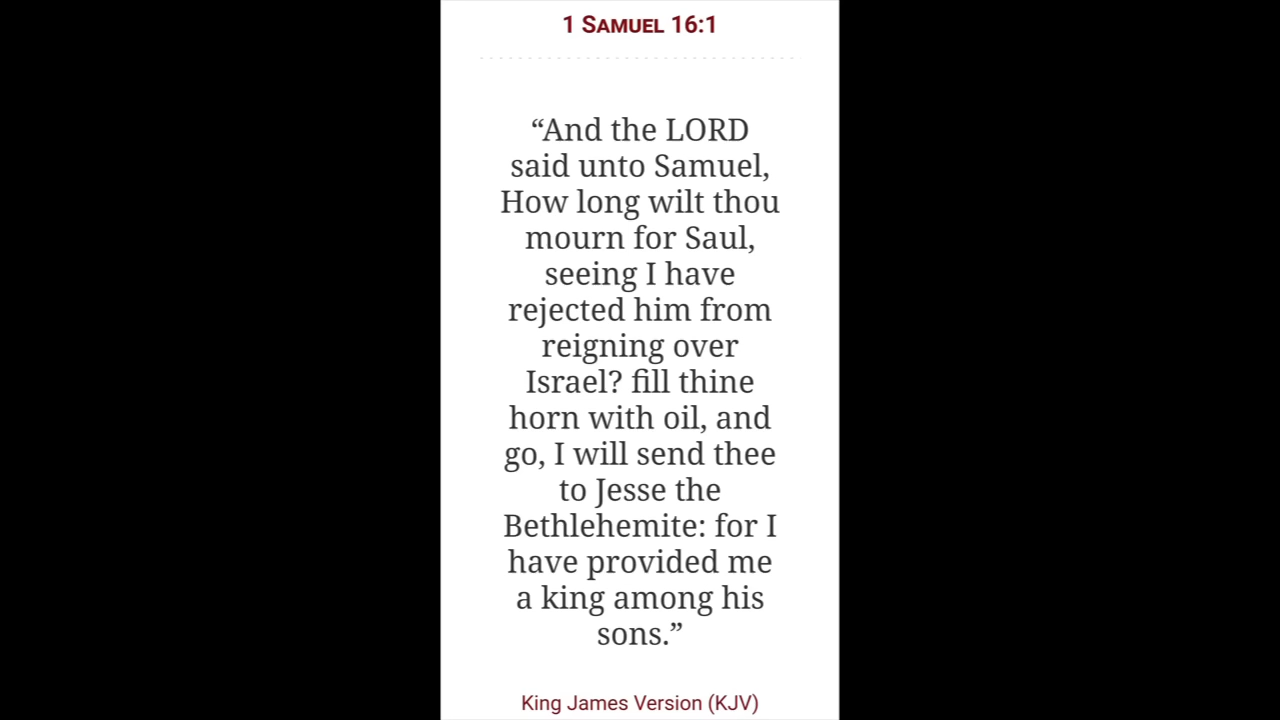 1 Samuel 16:1
“And the LORD
said unto Samuel,
How long wilt thou
mourn for Saul,
seeing I have
rejected him from
reigning over
Israel? fill thine
horn with oil, and
go, I will send thee
to Jesse the
Bethlehemite: for I
have provided me
a king among his
sons.”
King James Version (KJV)